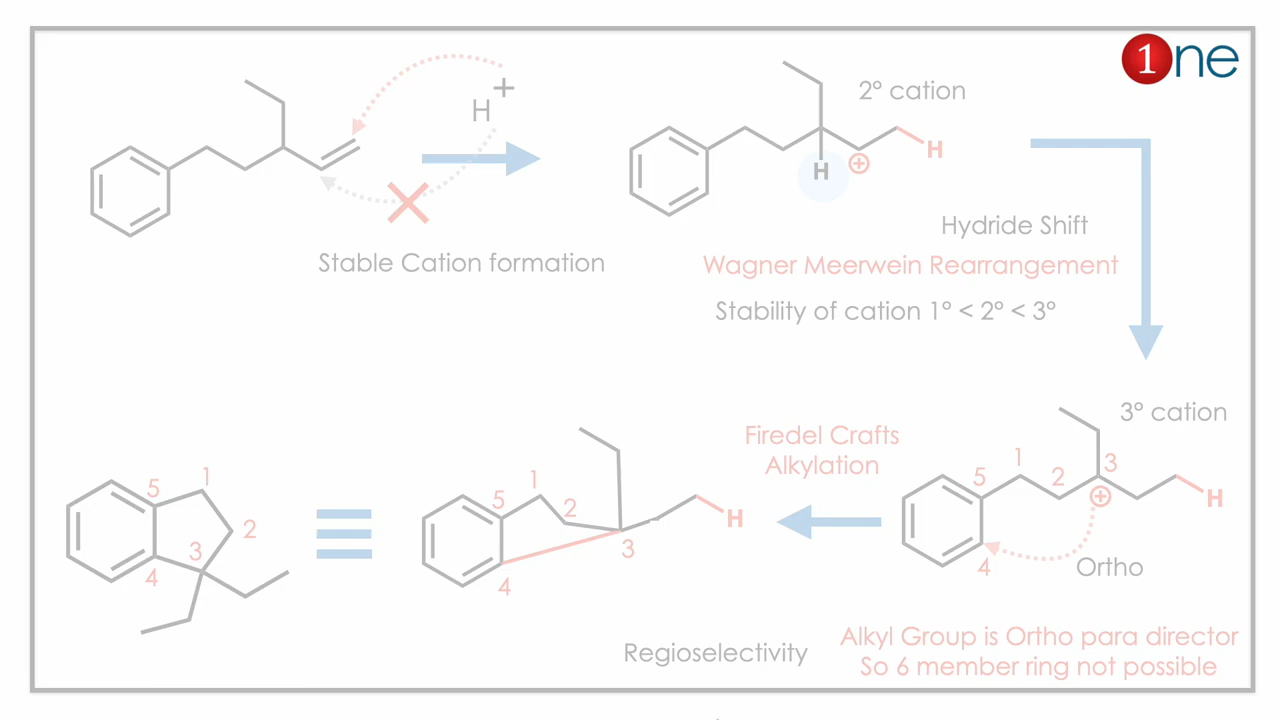 1ne
H
+
2° cation
H
H
⊕
Hydride Shift
Stable Cation formation
Wagner Meerwein Rearrangement
Stability of cation 1° < 2° < 3°
3° cation
Firedel Crafts
Alkylation
5
1
2
3
4
5
1
2
3
4
H
5
1
2
3
⊕
H
4
Ortho
Regioselectivity
Alkyl Group is Ortho para director
So 6 member ring not possible